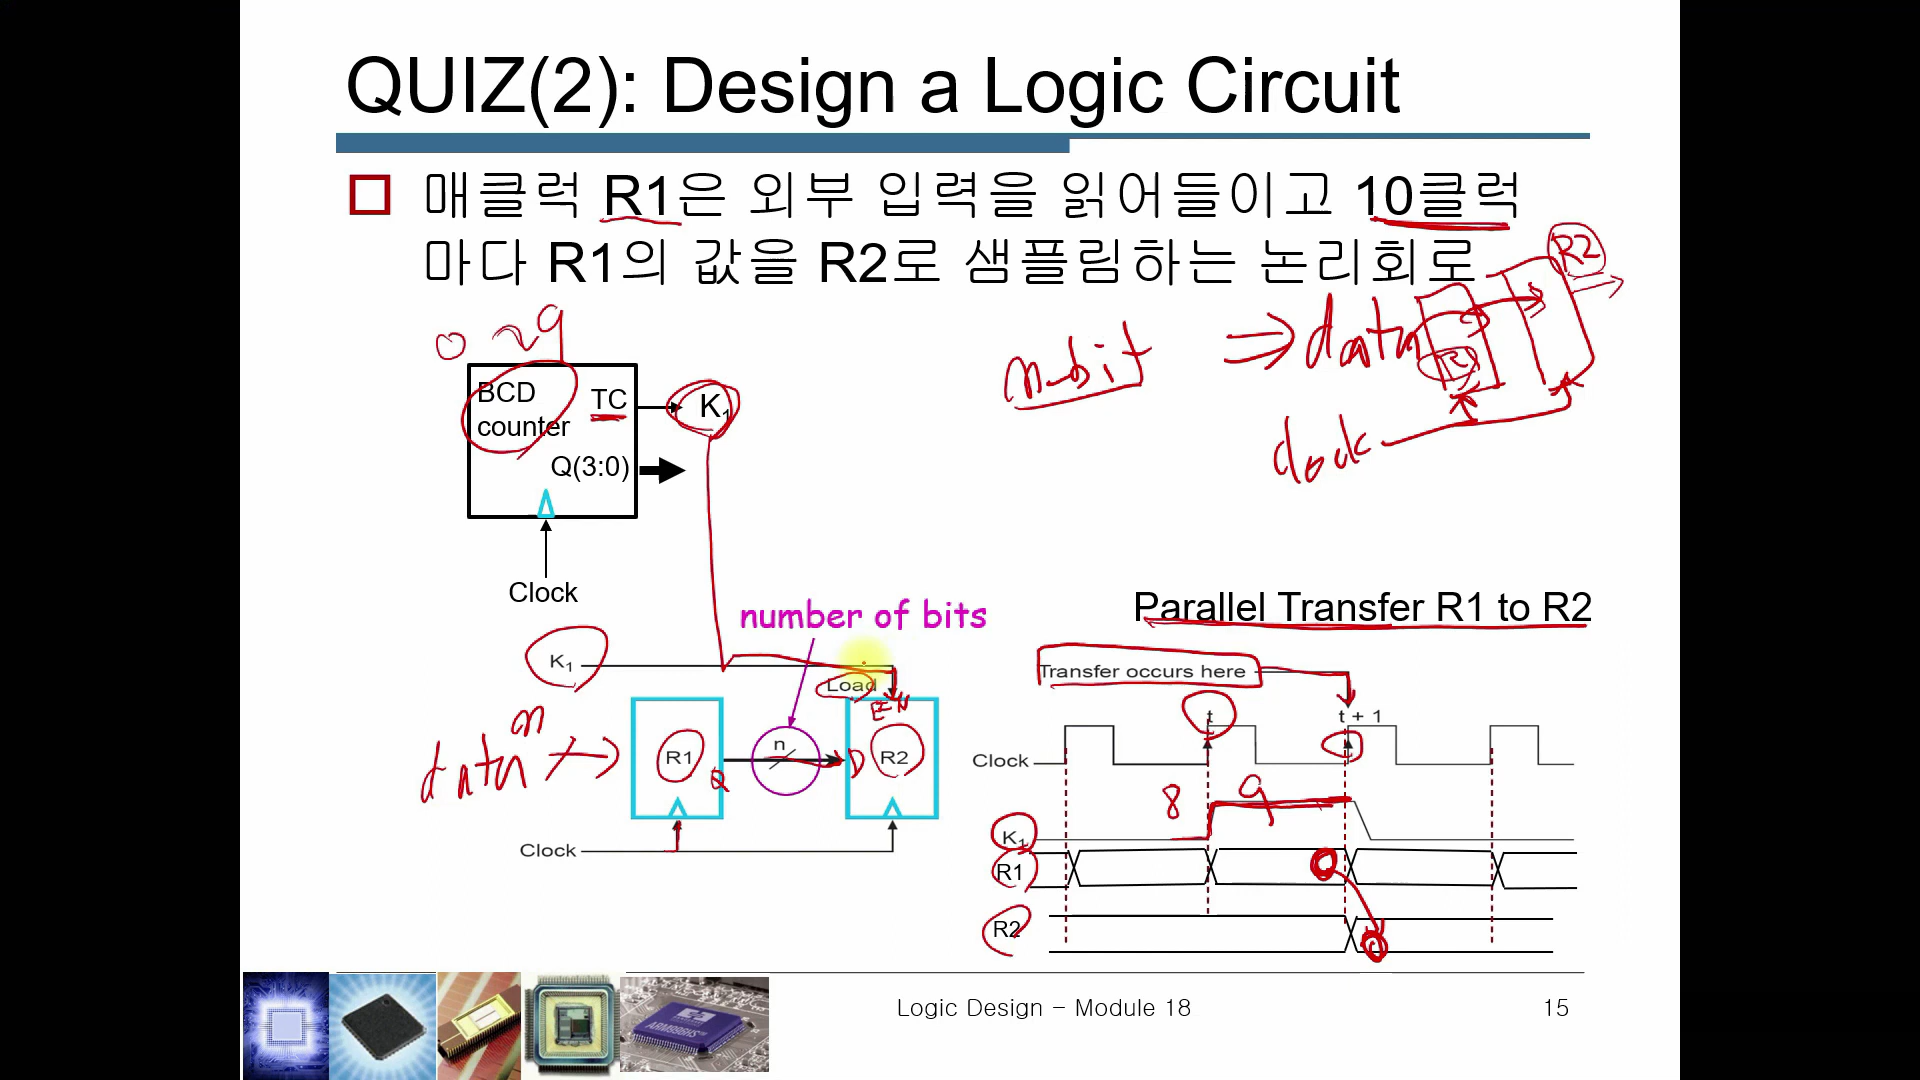 QUIZ(2): Design a Logic Circuit
매클럭 R1은 외부 입력을 읽어들이고 10클럭
마다 R1의 값을 R2로 샘플링하는 논리회로
R2
0 ~ 9
n-bit ⇒ data
R1
clock
BCD
counter
TC
K1
Q(3:0)
Clock
number of bits
Parallel Transfer R1 to R2
K1
Load
EN
Transfer occurs here
t
t + 1
data
n
R1
Q
n
D
R2
Clock
Clock
8
9
K1
R1
R2
Logic Design – Module 18
15